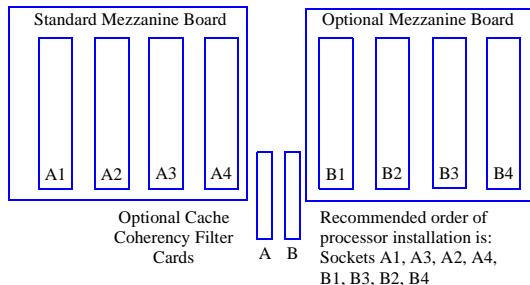 Standard Mezzanine Board
Optional Mezzanine Board
A1 A2 A3 A4
B1 B2 B3 B4
Optional Cache
Coherency Filter
Cards
A B
Recommended order of
processor installation is:
Sockets A1, A3, A2, A4,
B1, B3, B2, B4